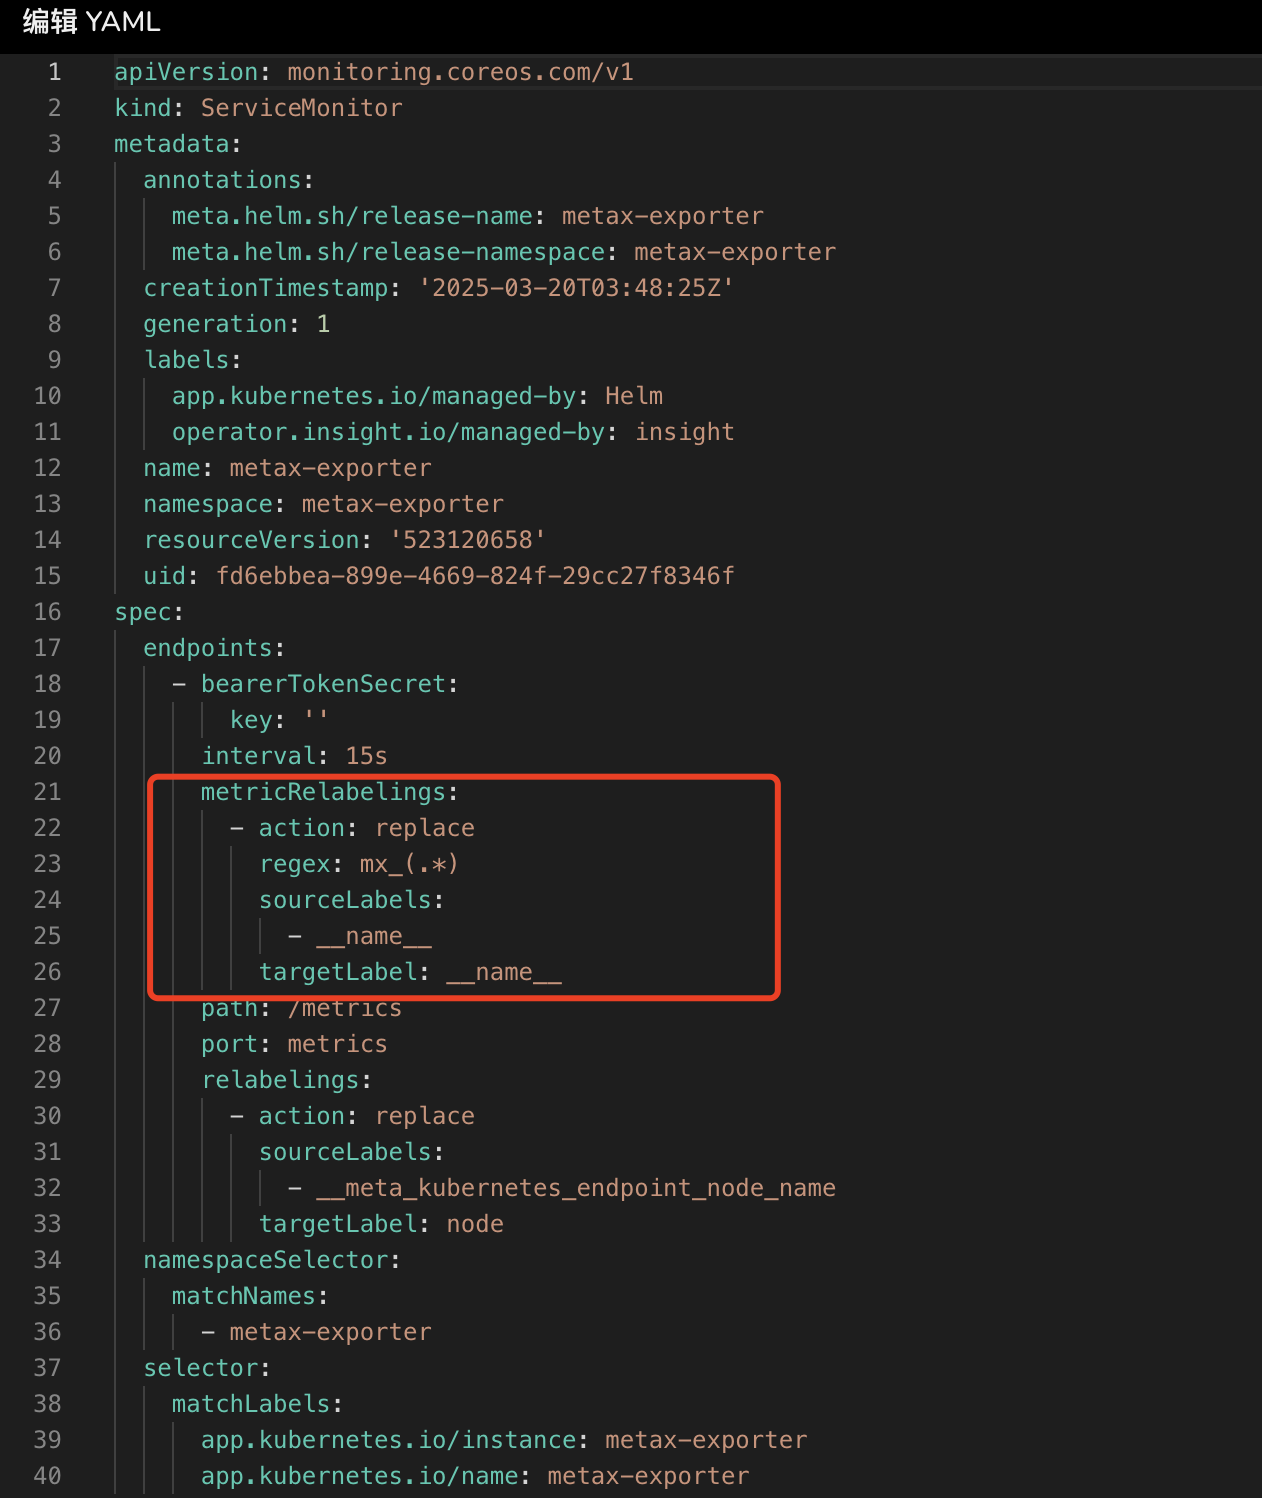 编辑 YAML
1 apiVersion: monitoring.coreos.com/v1
2 kind: ServiceMonitor
3 metadata:
4   annotations:
5     meta.helm.sh/release-name: metax-exporter
6     meta.helm.sh/release-namespace: metax-exporter
7   creationTimestamp: '2025-03-20T03:48:25Z'
8   generation: 1
9   labels:
10     app.kubernetes.io/managed-by: Helm
11     operator.insight.io/managed-by: insight
12   name: metax-exporter
13   namespace: metax-exporter
14   resourceVersion: '523120658'
15   uid: fd6ebbea-899e-4669-824f-29cc27f8346f
16 spec:
17   endpoints:
18     - bearerTokenSecret:
19         key: ''
20       interval: 15s
21       metricRelabelings:
22         - action: replace
23           regex: mx_(.*)
24           sourceLabels:
25             - __name__
26           targetLabel: __name__
27       path: /metrics
28       port: metrics
29       relabelings:
30         - action: replace
31           sourceLabels:
32             - __meta_kubernetes_endpoint_node_name
33           targetLabel: node
34   namespaceSelector:
35     matchNames:
36       - metax-exporter
37   selector:
38     matchLabels:
39       app.kubernetes.io/instance: metax-exporter
40       app.kubernetes.io/name: metax-exporter